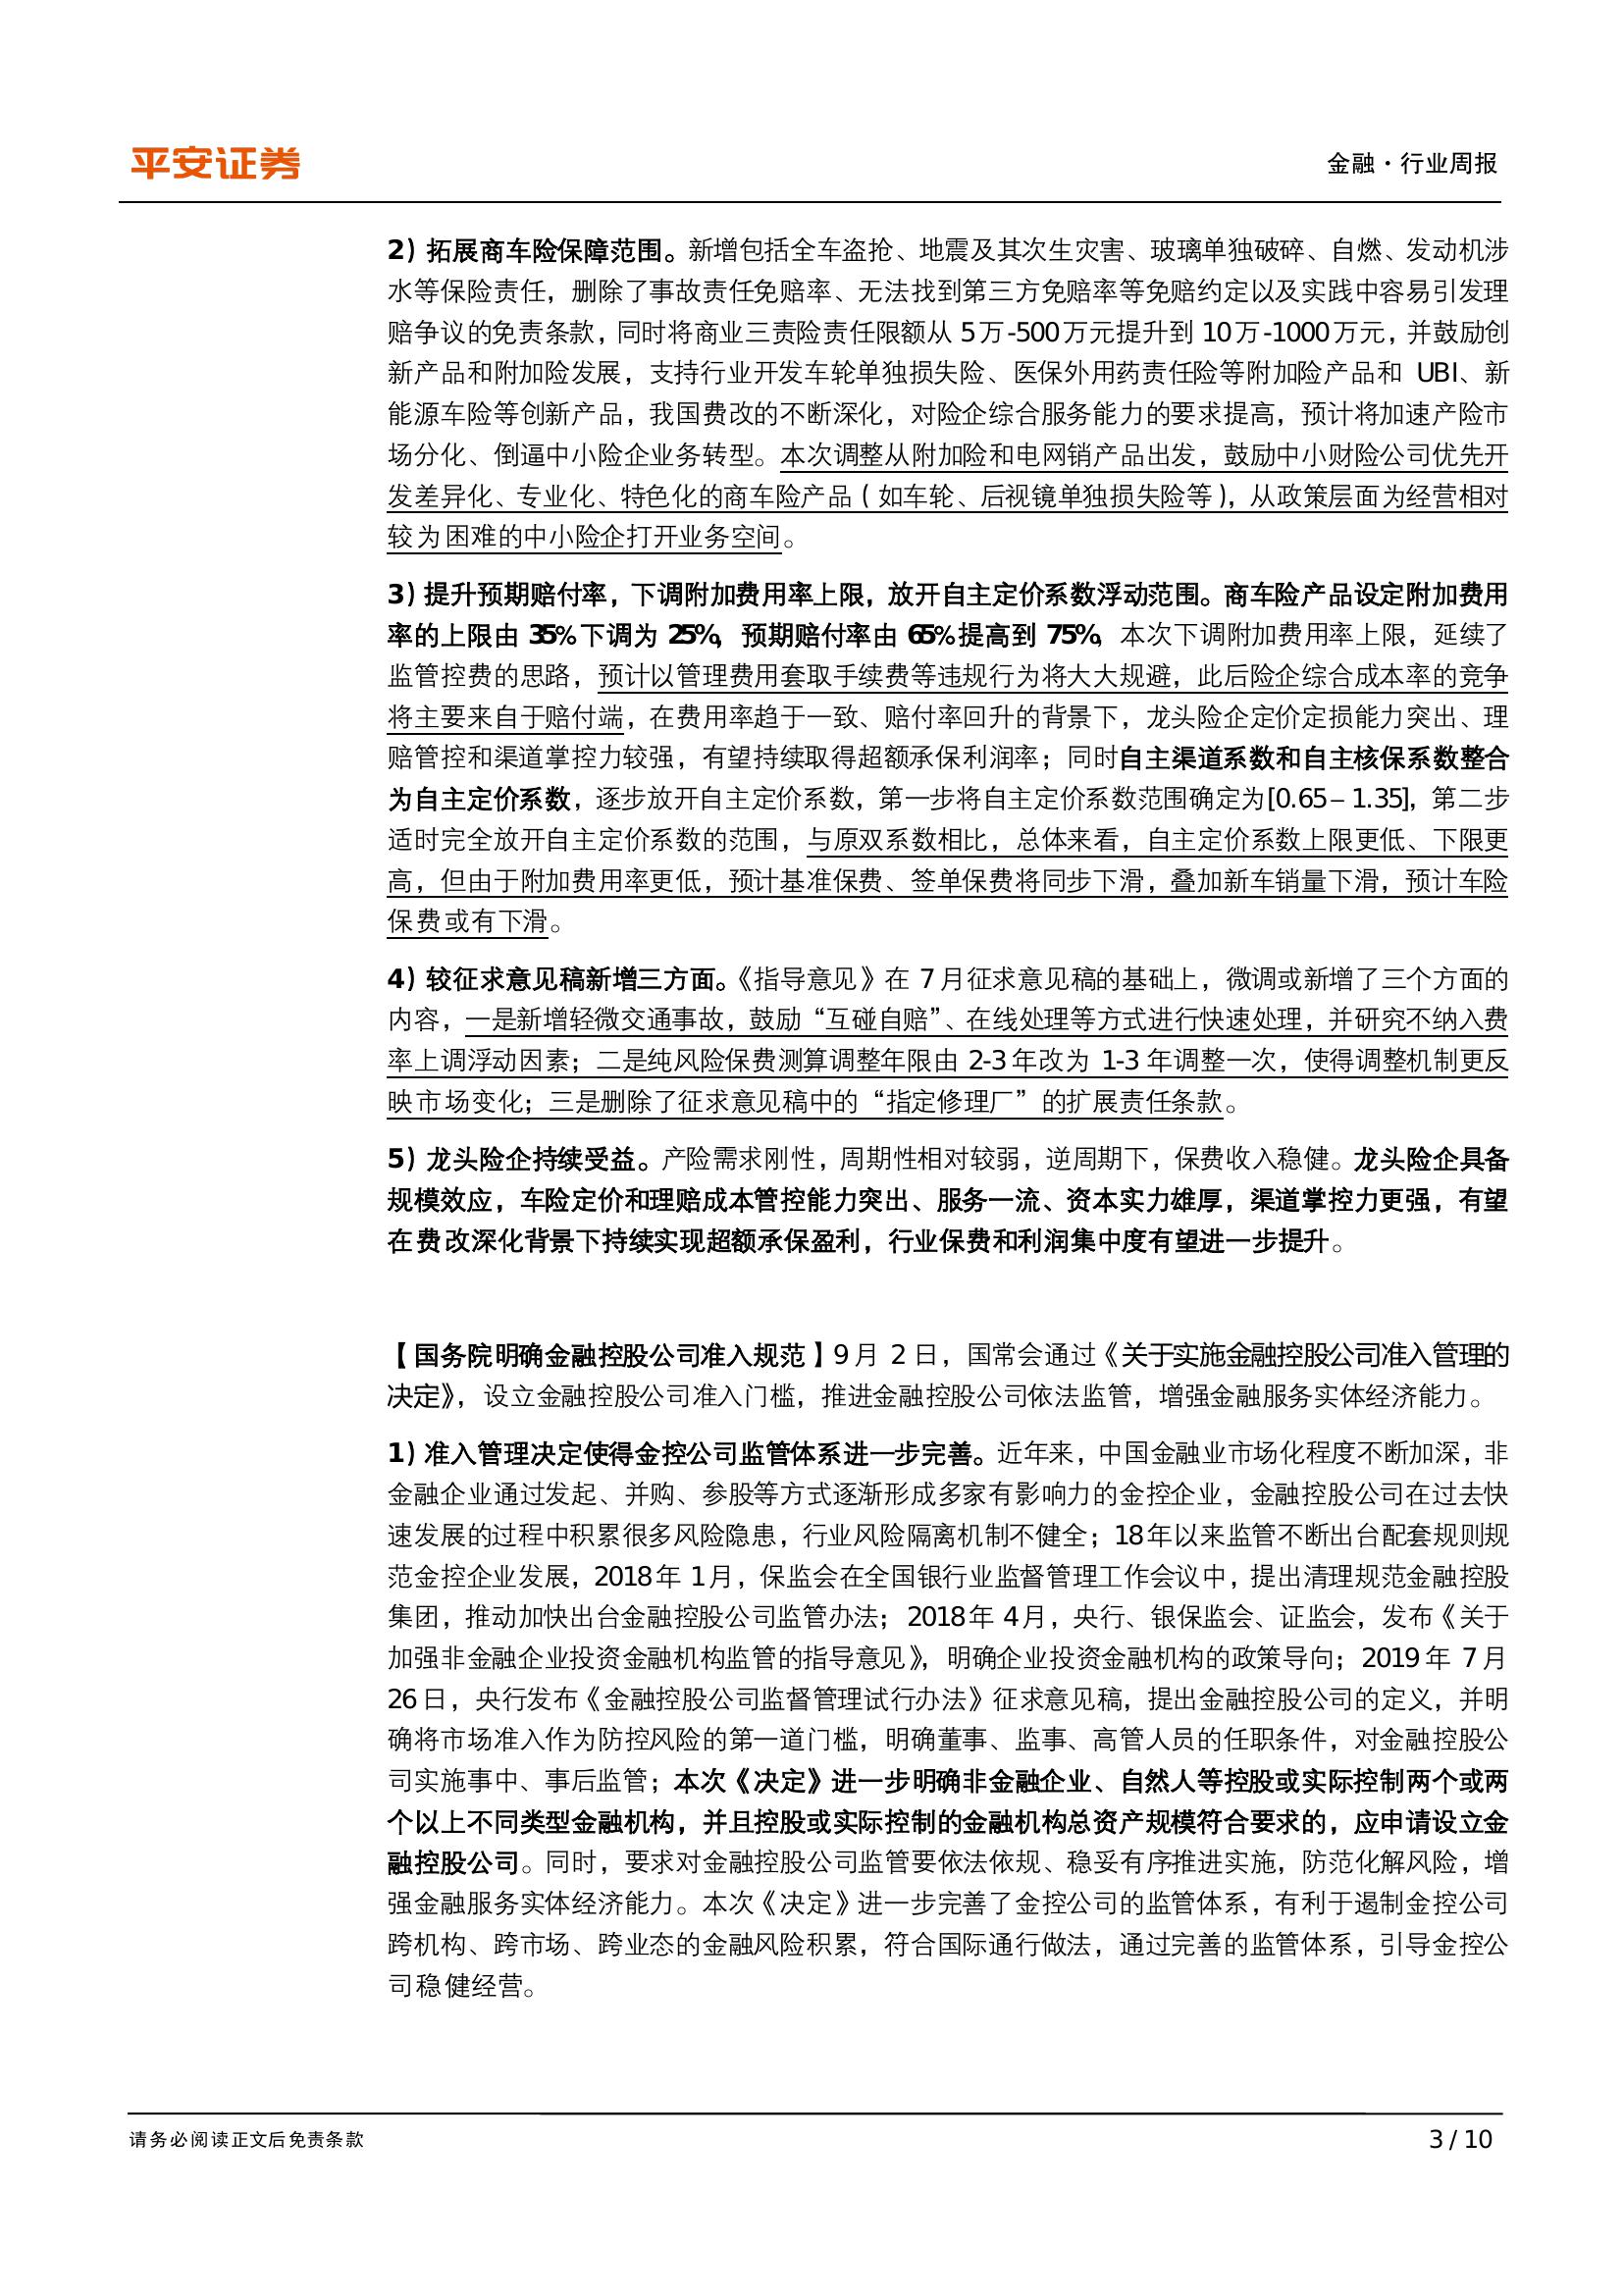 平安证券
金融·行业周报
2）拓展商车险保障范围。新增包括全车盗抢、地震及其次生灾害、玻璃单独破碎、自燃、发动机涉
水等保险责任，删除了事故责任免赔率、无法找到第三方免赔率等免赔约定以及实践中容易引发理
赔争议的免责条款，同时将商业三责险责任限额从 5 万-500 万元提升到 10 万-1000 万元，并鼓励创
新产品和附加险发展，支持行业开发车轮单独损失险、医保外用药责任险等附加险产品和 UBI、新
能源车险等创新产品，我国费改的不断深化，对险企综合服务能力的要求提高，预计将加速产险市
场分化、倒逼中小险企业务转型。本次调整从附加险和电网销产品出发，鼓励中小财险公司优先开
发差异化、专业化、特色化的商车险产品（如车轮、后视镜单独损失险等），从政策层面为经营相对
较为困难的中小险企打开业务空间。
3）提升预期赔付率，下调附加费用率上限，放开自主定价系数浮动范围。商车险产品设定附加费用
率的上限由 35%下调为 25%，预期赔付率由 65%提高到 75%，本次下调附加费用率上限，延续了
监管控费的思路，预计以管理费用套取手续费等违规行为将大大规避，此后险企综合成本率的竞争
将主要来自于赔付端，在费用率趋于一致、赔付率回升的背景下，龙头险企定价定损能力突出、理
赔管控和渠道掌控力较强，有望持续取得超额承保利润率；同时自主渠道系数和自主核保系数整合
为自主定价系数，逐步放开自主定价系数，第一步将自主定价系数范围确定为[0.65 – 1.35]，第二步
适时完全放开自主定价系数的范围，与原双系数相比，总体来看，自主定价系数上限更低、下限更
高，但由于附加费用率更低，预计基准保费、签单保费将同步下滑，叠加新车销量下滑，预计车险
保费或有下滑。
4）较征求意见稿新增三方面。《指导意见》在 7 月征求意见稿的基础上，微调或新增了三个方面的
内容，一是新增轻微交通事故，鼓励“互碰自赔”、在线处理等方式进行快速处理，并研究不纳入费
率上调浮动因素；二是纯风险保费测算调整年限由 2-3 年改为 1-3 年调整一次，使得调整机制更反
映市场变化；三是删除了征求意见稿中的“指定修理厂”的扩展责任条款。
5）龙头险企持续受益。产险需求刚性，周期性相对较弱，逆周期下，保费收入稳健。龙头险企具备
规模效应，车险定价和理赔成本管控能力突出、服务一流、资本实力雄厚，渠道掌控力更强，有望
在费改深化背景下持续实现超额承保盈利，行业保费和利润集中度有望进一步提升。
【国务院明确金融控股公司准入规范】9 月 2 日，国常会通过《关于实施金融控股公司准入管理的
决定》，设立金融控股公司准入门槛，推进金融控股公司依法监管，增强金融服务实体经济能力。
1）准入管理决定使得金控公司监管体系进一步完善。近年来，中国金融业市场化程度不断加深，非
金融企业通过发起、并购、参股等方式逐渐形成多家有影响力的金控企业，金融控股公司在过去快
速发展的过程中积累很多风险隐患，行业风险隔离机制不健全；18 年以来监管不断出台配套规则规
范金控企业发展，2018 年 1 月，保监会在全国银行业监督管理工作会议中，提出清理规范金融控股
集团，推动加快出台金融控股公司监管办法；2018 年 4 月，央行、银保监会、证监会，发布《关于
加强非金融企业投资金融机构监管的指导意见》，明确企业投资金融机构的政策导向；2019 年 7 月
26 日，央行发布《金融控股公司监督管理试行办法》征求意见稿，提出金融控股公司的定义，并明
确将市场准入作为防控风险的第一道门槛，明确董事、监事、高管人员的任职条件，对金融控股公
司实施事中、事后监管；本次《决定》进一步明确非金融企业、自然人等控股或实际控制两个或两
个以上不同类型金融机构，并且控股或实际控制的金融机构总资产规模符合要求的，应申请设立金
融控股公司。同时，要求对金融控股公司监管要依法依规、稳妥有序推进实施，防范化解风险，增
强金融服务实体经济能力。本次《决定》进一步完善了金控公司的监管体系，有利于遏制金控公司
跨机构、跨市场、跨业态的金融风险积累，符合国际通行做法，通过完善的监管体系，引导金控公
司稳健经营。
请务必阅读正文后免责条款
3 / 10